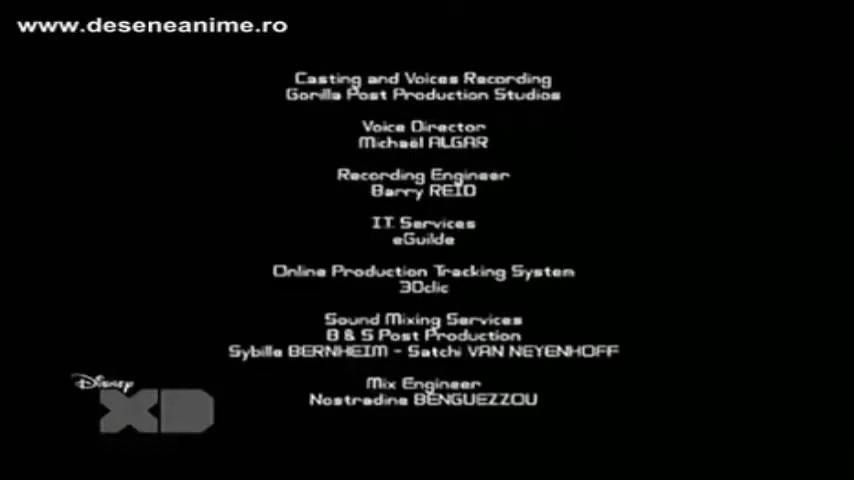 www.deseneanime.ro
Casting and Voices Recording
Gorilla Post Production Studios
Voice Director
Michaël ALGAR
Recording Engineer
Barry REID
I.T. Services
eGuilde
Online Production Tracking System
3Dclic
Sound Mixing Services
B & S Post Production
Sybille BERNHEIM - Satchi VAN NEYENHOFF
Mix Engineer
Nostradine BENGUEZZOU
Disney
XD